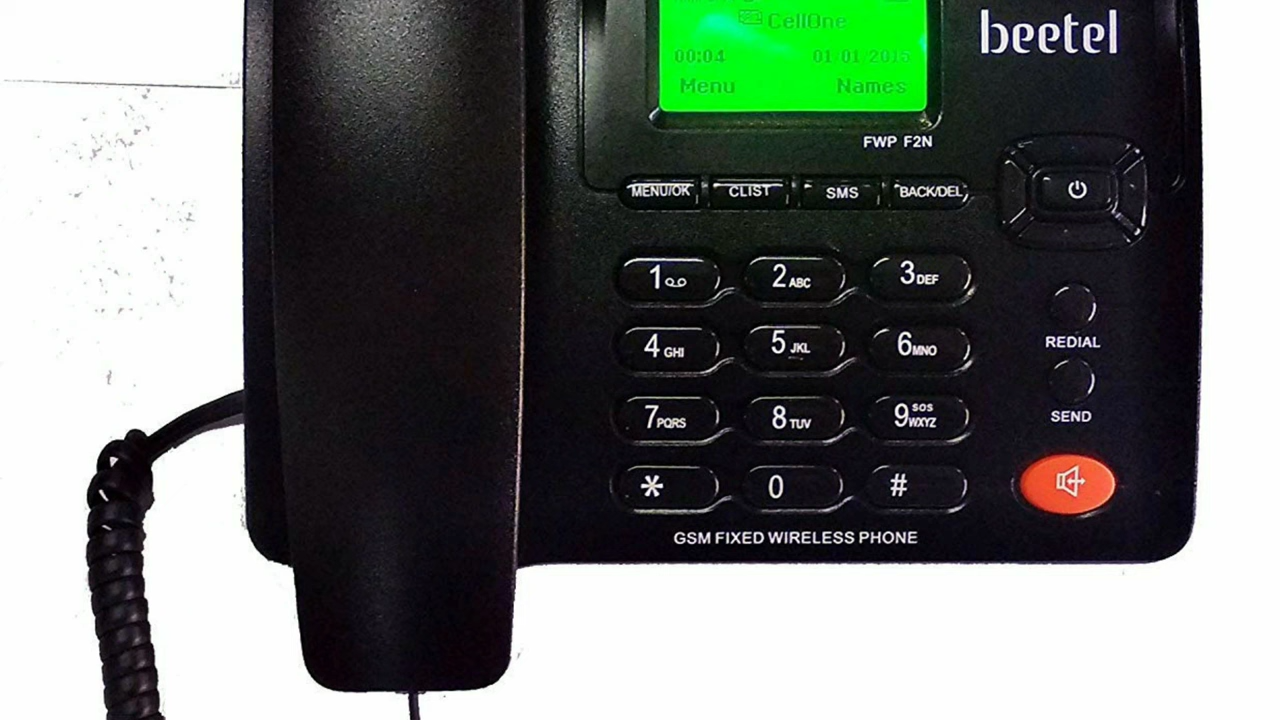 CellOne
beetel
00:04 01-01-2015
Menu Names
FWP F2N
MENU/OK CLIST SMS BACK/DEL
1 2 ABC 3 DEF
4 GHI 5 JKL 6 MNO
REDIAL
7 PQRS 8 TUV 9 SOS WXYZ
SEND
* 0 #
GSM FIXED WIRELESS PHONE